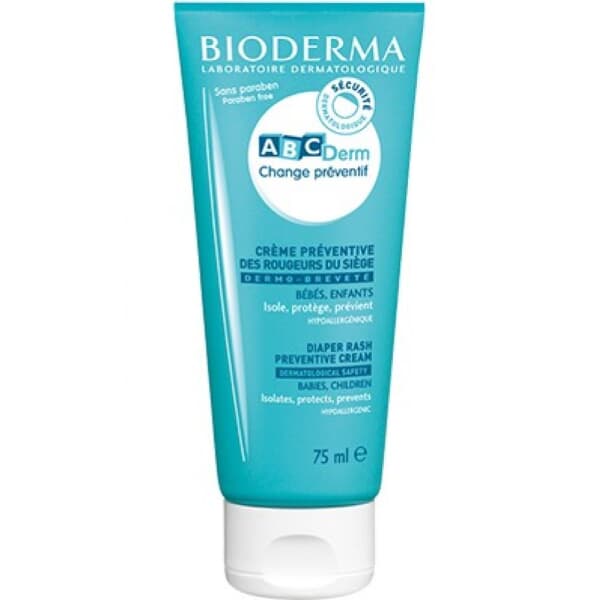 BIODERMA
LABORATOIRE DERMATOLOGIQUE
Sans paraben
Paraben free
SÉCURITÉ
DERMATOLOGIQUE
ABCDerm
Change préventif
CRÈME PRÉVENTIVE
DES ROUGEURS DU SIÈGE
DERMO-BREVETÉ
BÉBÉS, ENFANTS
Isole, protège, prévient
HYPOALLERGÉNIQUE
DIAPER RASH
PREVENTIVE CREAM
DERMATOLOGICAL SAFETY
BABIES, CHILDREN
Isolates, protects, prevents
HYPOALLERGENIC
75 ml e